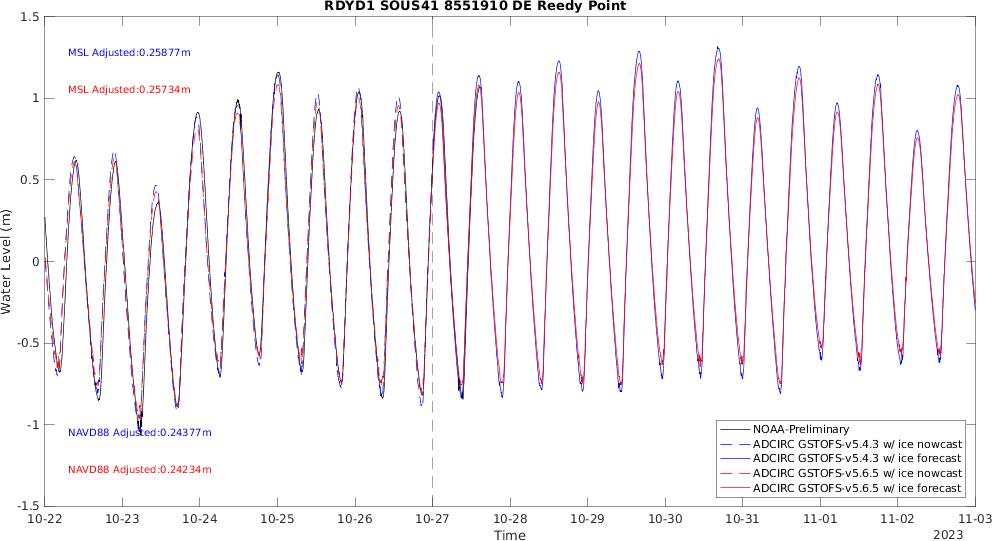 RDYD1 SOUS41 8551910 DE Reedy Point
1.5
1
0.5
0
-0.5
-1
-1.5
Water Level (m)
MSL Adjusted:0.25877m
MSL Adjusted:0.25734m
NAVD88 Adjusted:0.24377m
NAVD88 Adjusted:0.24234m
NOAA-Preliminary
ADCIRC GSTOFS-v5.4.3 w/ ice nowcast
ADCIRC GSTOFS-v5.4.3 w/ ice forecast
ADCIRC GSTOFS-v5.6.5 w/ ice nowcast
ADCIRC GSTOFS-v5.6.5 w/ ice forecast
10-22 10-23 10-24 10-25 10-26 10-27 10-28 10-29 10-30 10-31 11-01 11-02 11-03
Time
2023